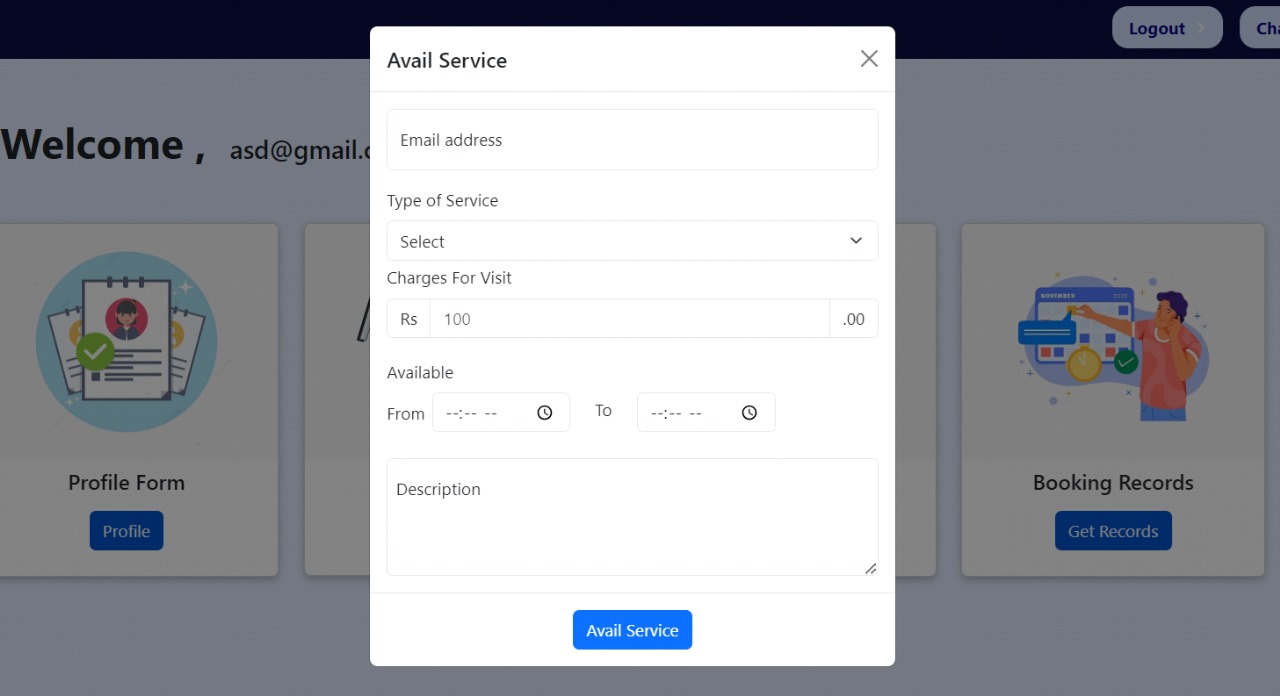 Logout
Avail Service
Email address
Welcome , asd@gmail.
Type of Service
Select
Charges For Visit
Rs 100 .00
Available
From --:-- -- To --:-- --
NOVEMBER 2020
Profile Form
Booking Records
Description
Profile
Get Records
Avail Service